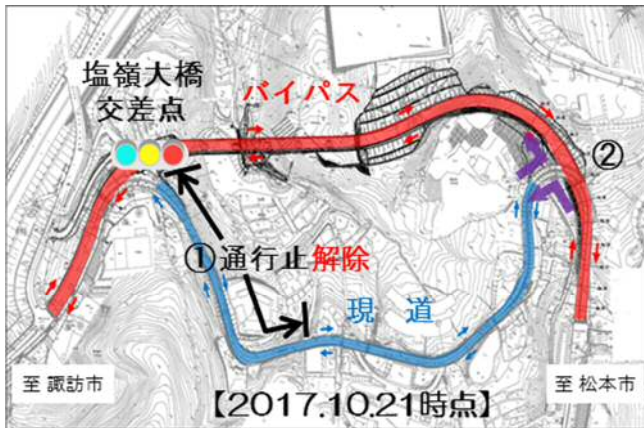 塩嶺大橋
交差点
バイパス
②
①通行止解除
現 道
至 諏訪市
至 松本市
【2017.10.21時点】